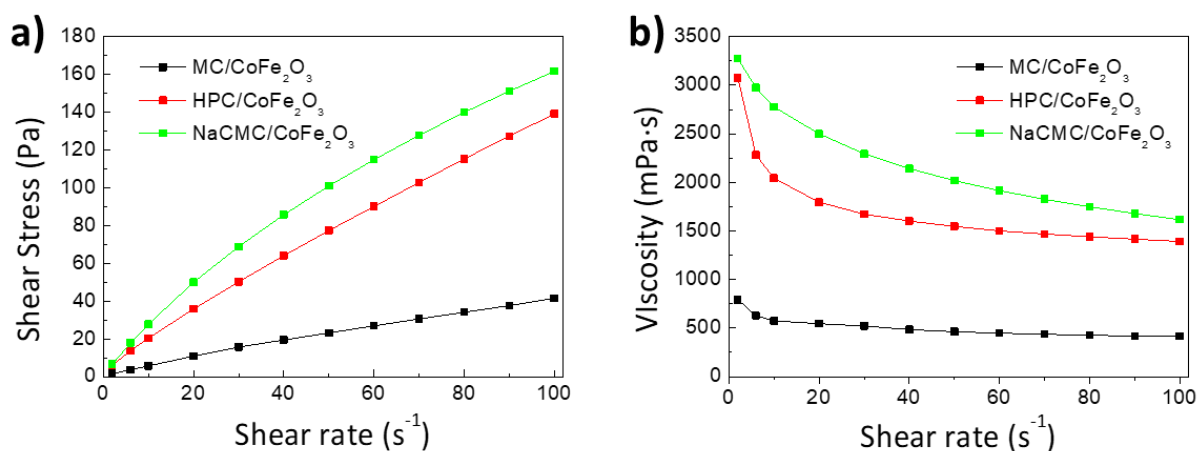 a)
MC/CoFe₂O₃
HPC/CoFe₂O₃
NaCMC/CoFe₂O₃
Shear Stress (Pa)
180
160
140
120
100
80
60
40
20
0
0 20 40 60 80 100
Shear rate (s⁻¹)
b)
MC/CoFe₂O₃
HPC/CoFe₂O₃
NaCMC/CoFe₂O₃
VIscosity (mPa·s)
3500
3000
2500
2000
1500
1000
500
0
0 20 40 60 80 100
Shear rate (s⁻¹)